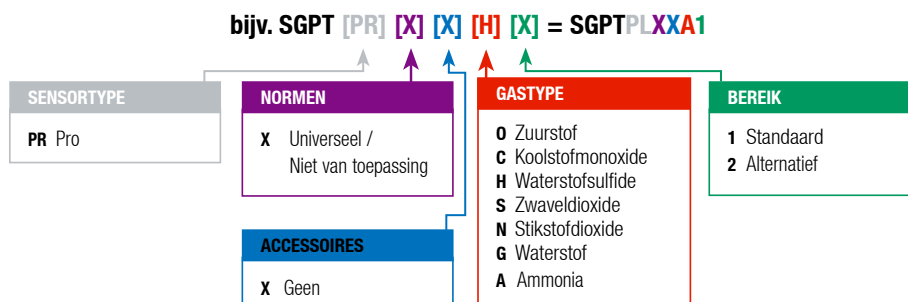 bijv. SGPT [PR] [X] [X] [H] [X] = SGPTPLXXA1
SENSORTYPE
PR Pro
NORMEN
X Universeel /
Niet van toepassing
ACCESSOIRES
X Geen
GASTYPE
O Zuurstof
C Koolstofmonoxide
H Waterstofsulfide
S Zwaveldioxide
N Stikstofdioxide
G Waterstof
A Ammonia
BEREIK
1 Standaard
2 Alternatief